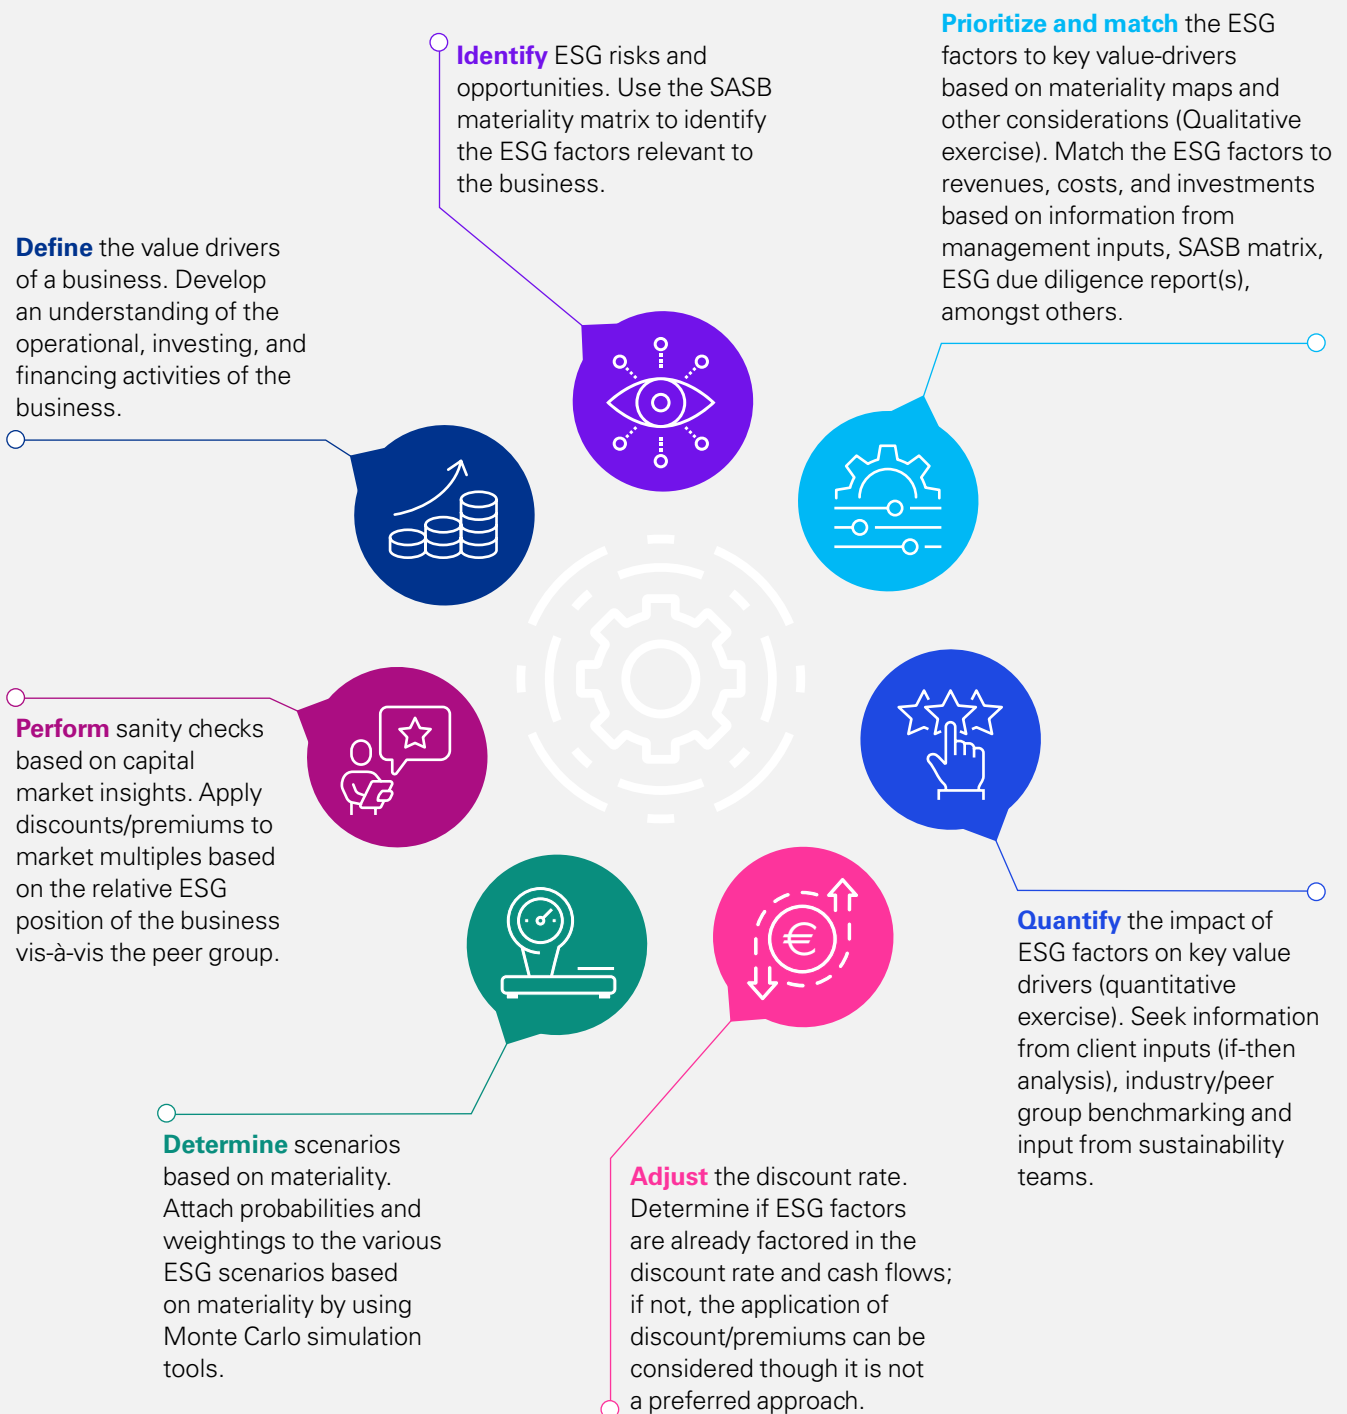 Define the value drivers
of a business. Develop
an understanding of the
operational, investing, and
financing activities of the
business.
Identify ESG risks and
opportunities. Use the SASB
materiality matrix to identify
the ESG factors relevant to
the business.
Prioritize and match the ESG
factors to key value-drivers
based on materiality maps and
other considerations (Qualitative
exercise). Match the ESG factors to
revenues, costs, and investments
based on information from
management inputs, SASB matrix,
ESG due diligence report(s),
amongst others.
Quantify the impact of
ESG factors on key value
drivers (quantitative
exercise). Seek information
from client inputs (if-then
analysis), industry/peer
group benchmarking and
input from sustainability
teams.
€
Adjust the discount rate.
Determine if ESG factors
are already factored in the
discount rate and cash flows;
if not, the application of
discount/premiums can be
considered though it is not
a preferred approach.
Determine scenarios
based on materiality.
Attach probabilities and
weightings to the various
ESG scenarios based
on materiality by using
Monte Carlo simulation
tools.
Perform sanity checks
based on capital
market insights. Apply
discounts/premiums to
market multiples based
on the relative ESG
position of the business
vis-à-vis the peer group.